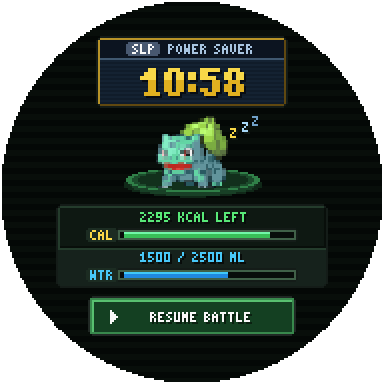 SLP POWER SAVER
10:58
z z z
2295 KCAL LEFT
CAL
1500 / 2500 ML
WTR
RESUME BATTLE